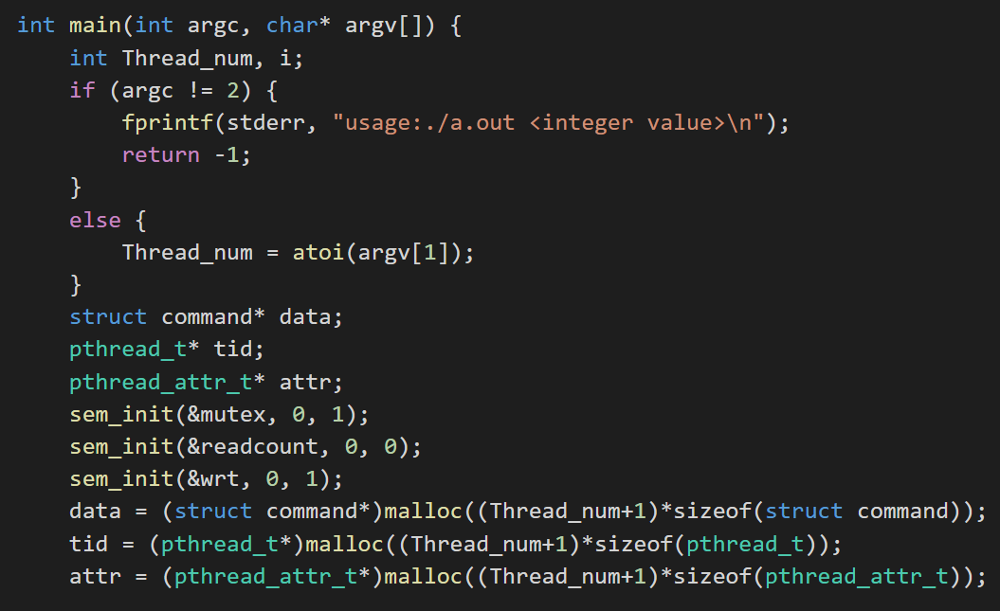 int main(int argc, char* argv[]) {
    int Thread_num, i;
    if (argc != 2) {
        fprintf(stderr, "usage:./a.out <integer value>\n");
        return -1;
    }
    else {
        Thread_num = atoi(argv[1]);
    }
    struct command* data;
    pthread_t* tid;
    pthread_attr_t* attr;
    sem_init(&mutex, 0, 1);
    sem_init(&readcount, 0, 0);
    sem_init(&wrt, 0, 1);
    data = (struct command*)malloc((Thread_num+1)*sizeof(struct command));
    tid = (pthread_t*)malloc((Thread_num+1)*sizeof(pthread_t));
    attr = (pthread_attr_t*)malloc((Thread_num+1)*sizeof(pthread_attr_t));